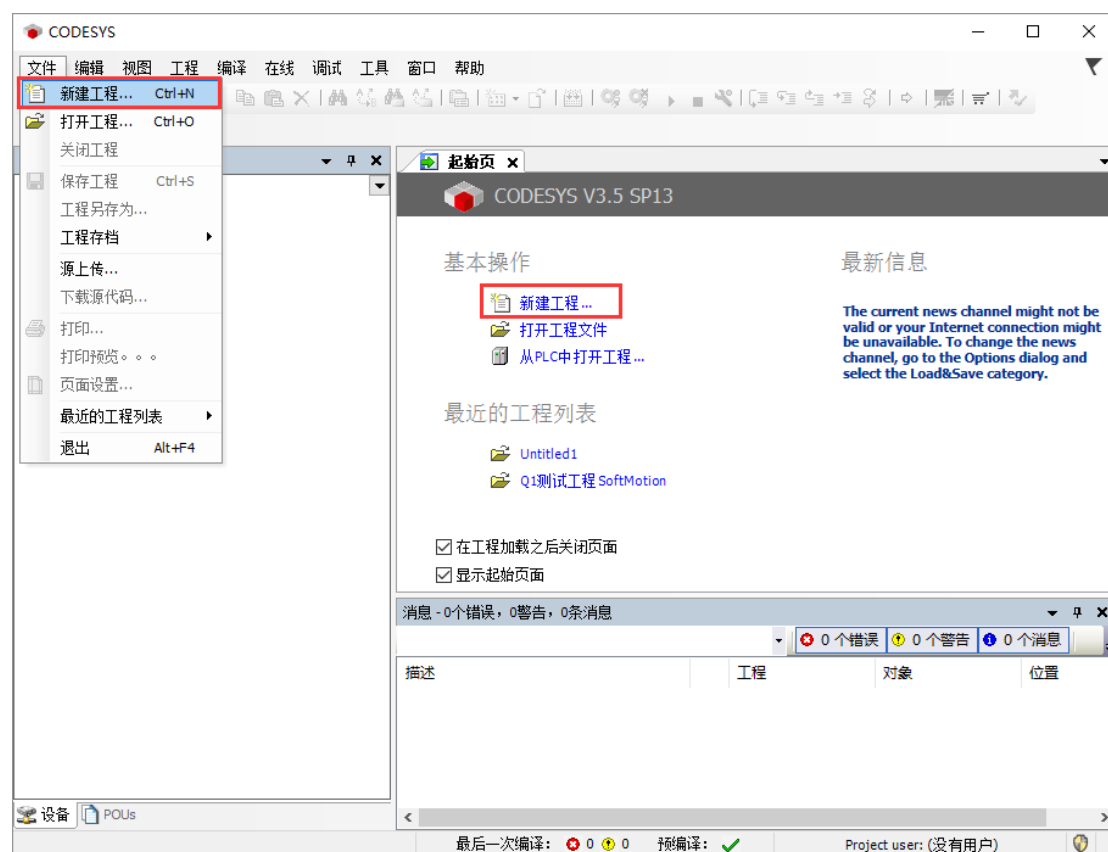 CODESYS
文件 编辑 视图 工程 编译 在线 调试 工具 窗口 帮助
新建工程... Ctrl+N
打开工程... Ctrl+O
关闭工程
保存工程 Ctrl+S
工程另存为...
工程存档
源上传...
下载源代码...
打印...
打印预览。。。
页面设置...
最近的工程列表
退出 Alt+F4
起始页
CODESYS V3.5 SP13
基本操作
新建工程...
打开工程文件
从PLC中打开工程...
最近的工程列表
Untitled1
Q1测试工程SoftMotion
在工程加载之后关闭页面
显示起始页面
最新信息
The current news channel might not be
valid or your Internet connection might
be unavailable. To change the news
channel, go to the Options dialog and
select the Load&Save category.
消息 - 0个错误，0警告，0条消息
0 个错误 0 个警告 0 个消息
描述 工程 对象 位置
设备 POUs
最后一次编译： 0 0 预编译： Project user: (没有用户)